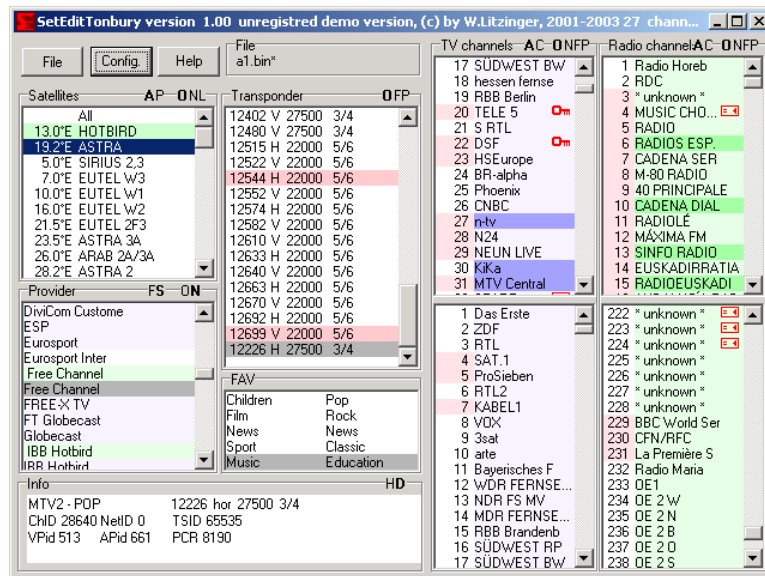 SetEditTonbury version 1.00 unregistred demo version, (c) by W.Litzinger, 2001-2003 27 chann...
File
Config.
Help
File
a1.bin*
Satellites AP ONL
All
13.0°E HOTBIRD
19.2°E ASTRA
5.0°E SIRIUS 2,3
7.0°E EUTEL W3
10.0°E EUTEL W1
16.0°E EUTEL W2
21.5°E EUTEL 2F3
23.5°E ASTRA 3A
26.0°E ARAB 2A/3A
28.2°E ASTRA 2
Transponder OFP
12402 V 27500 3/4
12480 V 27500 3/4
12515 H 22000 5/6
12522 V 22000 5/6
12544 H 22000 5/6
12552 V 22000 5/6
12574 H 22000 5/6
12582 V 22000 5/6
12610 V 22000 5/6
12633 H 22000 5/6
12640 V 22000 5/6
12663 H 22000 5/6
12670 V 22000 5/6
12692 H 22000 5/6
12699 V 22000 5/6
12226 H 27500 3/4
Provider FS ON
DiviCom Custome
ESP
Eurosport
Eurosport Inter
Free Channel
Free Channel
FREE-X TV
FT Globecast
Globecast
IBB Hotbird
IBB Hotbird
FAV
Children Pop
Film Rock
News News
Sport Classic
Music Education
Info HD
MTV2 - POP 12226 hor 27500 3/4
ChID 28640 NetID 0 TSID 65535
VPid 513 APid 661 PCR 8190
TV channels AC ONFP
17 SÜDWEST BW
18 hessen fernse
19 RBB Berlin
20 TELE 5
21 S RTL
22 DSF
23 HSEurope
24 BR-alpha
25 Phoenix
26 CNBC
27 n-tv
28 N24
29 NEUN LIVE
30 KiKa
31 MTV Central
1 Das Erste
2 ZDF
3 RTL
4 SAT.1
5 ProSieben
6 RTL2
7 KABEL1
8 VOX
9 3sat
10 arte
11 Bayerisches F
12 WDR FERNSE...
13 NDR FS MV
14 MDR FERNSE...
15 RBB Brandenb
16 SÜDWEST RP
17 SÜDWEST BW
Radio channel AC ONFP
1 Radio Horeb
2 RDC
3 * unknown *
4 MUSIC CHO...
5 RADIO
6 RADIOS ESP.
7 CADENA SER
8 M-80 RADIO
9 40 PRINCIPALE
10 CADENA DIAL
11 RADIOLÉ
12 MÁXIMA FM
13 SINFO RADIO
14 EUSKADIRRATIA
15 RADIOEUSKADI
222 * unknown *
223 * unknown *
224 * unknown *
225 * unknown *
226 * unknown *
227 * unknown *
228 * unknown *
229 BBC World Ser
230 CFN/RFC
231 La Première S
232 Radio Maria
233 OE1
234 OE 2 W
235 OE 2 N
236 OE 2 B
237 OE 2 O
238 OE 2 S